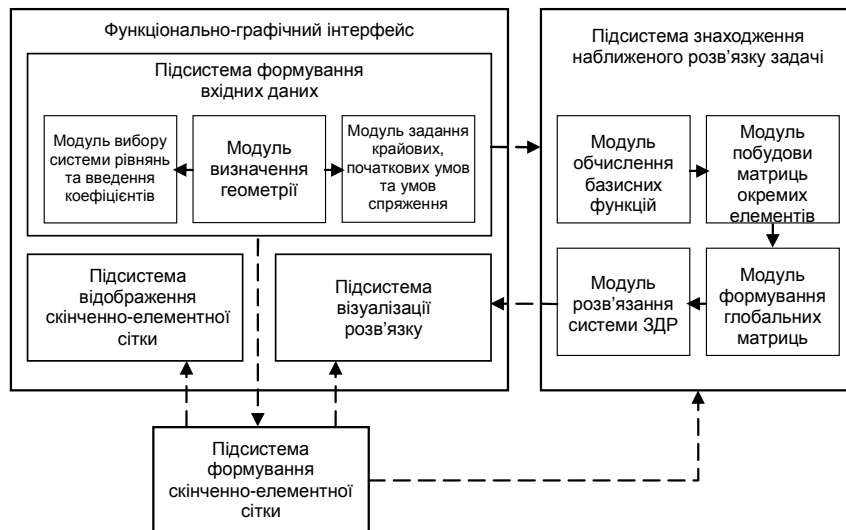 Функціонально-графічний інтерфейс
Підсистема формування
вхідних даних
Модуль вибору
системи рівнянь
та введення
коефіцієнтів
Модуль
визначення
геометрії
Модуль задання
крайових,
початкових умов
та умов
спряження
Підсистема
відображення
скінченно-елементної
сітки
Підсистема
візуалізації
розв’язку
Підсистема знаходження
наближеного розв’язку задачі
Модуль
обчислення
базисних
функцій
Модуль
побудови
матриць
окремих
елементів
Модуль
розв’язання
системи ЗДР
Модуль
формування
глобальних
матриць
Підсистема
формування
скінченно-елементної
сітки